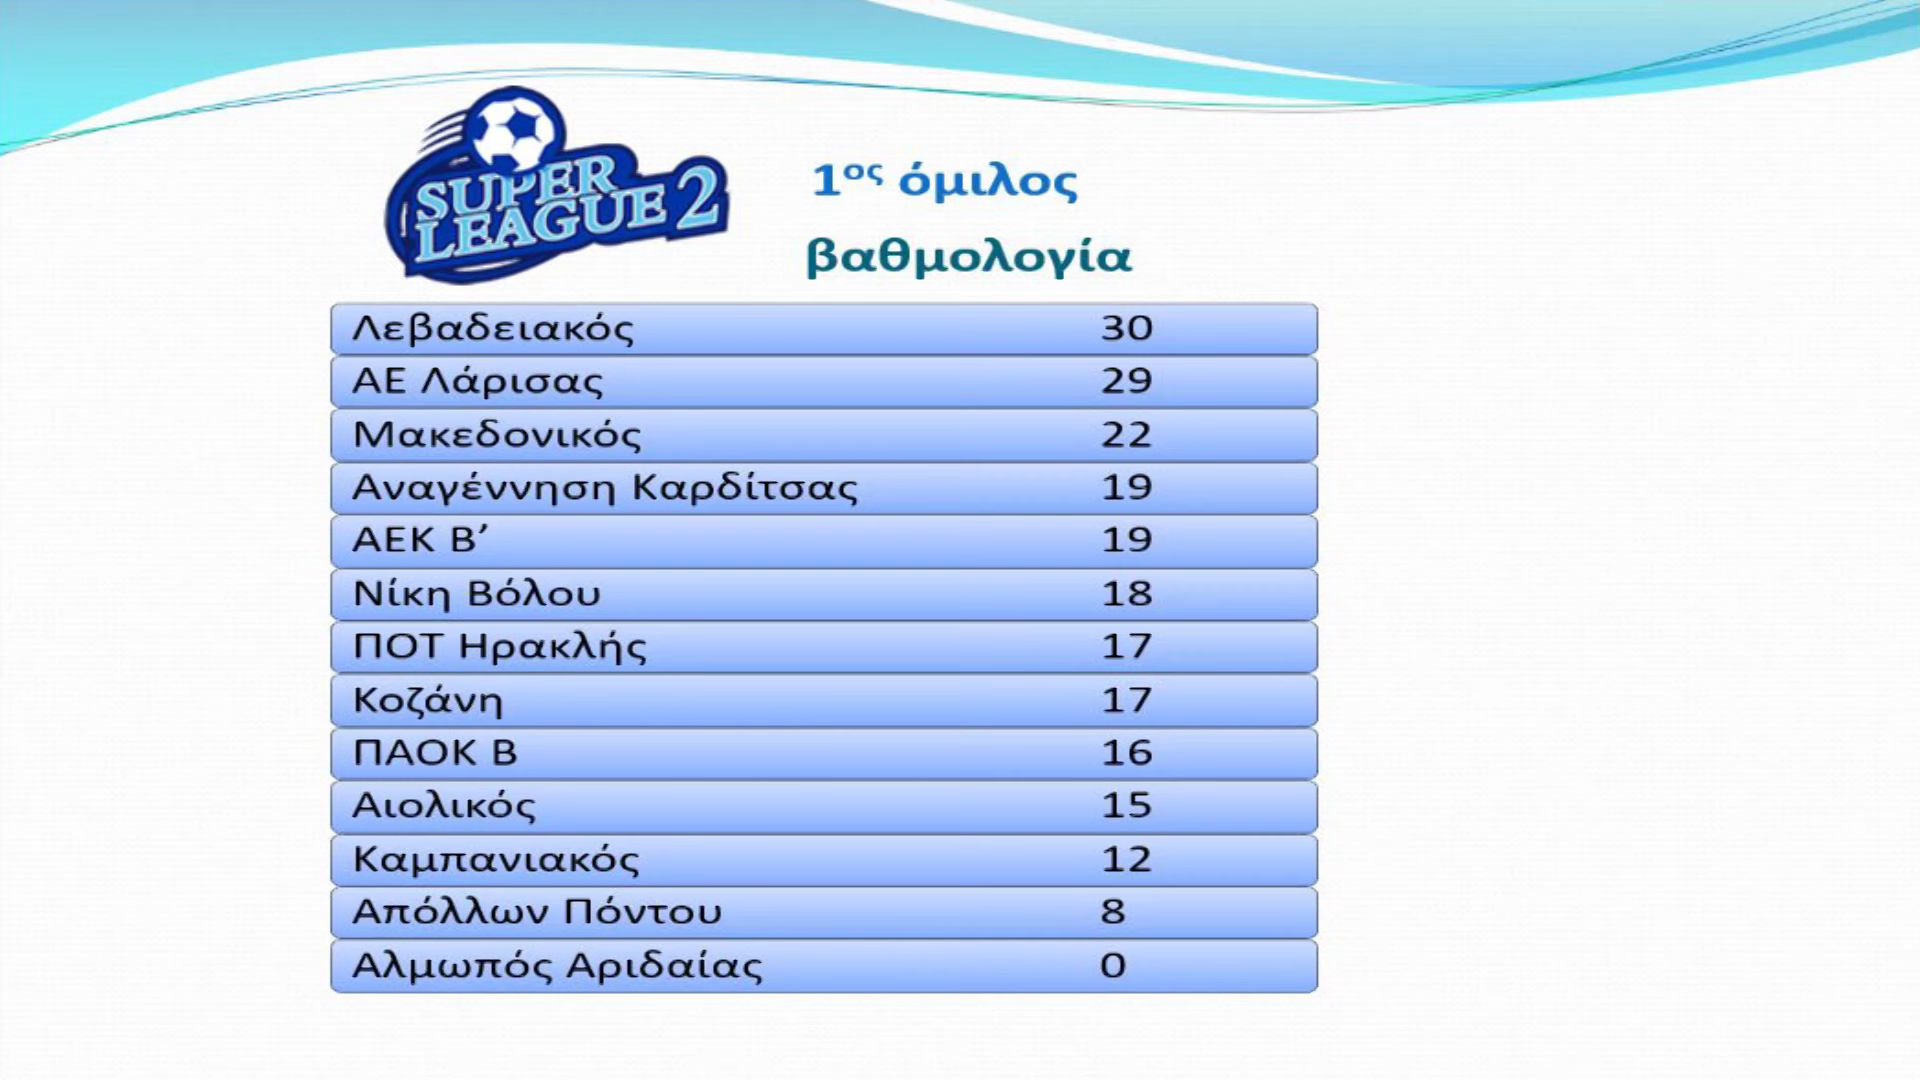 SUPER
LEAGUE 2
1ος όμιλος
βαθμολογία
Λεβαδειακός 30
ΑΕ Λάρισας 29
Μακεδονικός 22
Αναγέννηση Καρδίτσας 19
ΑΕΚ Β’ 19
Νίκη Βόλου 18
ΠΟΤ Ηρακλής 17
Κοζάνη 17
ΠΑΟΚ Β 16
Αιολικός 15
Καμπανιακός 12
Απόλλων Πόντου 8
Αλμωπός Αριδαίας 0